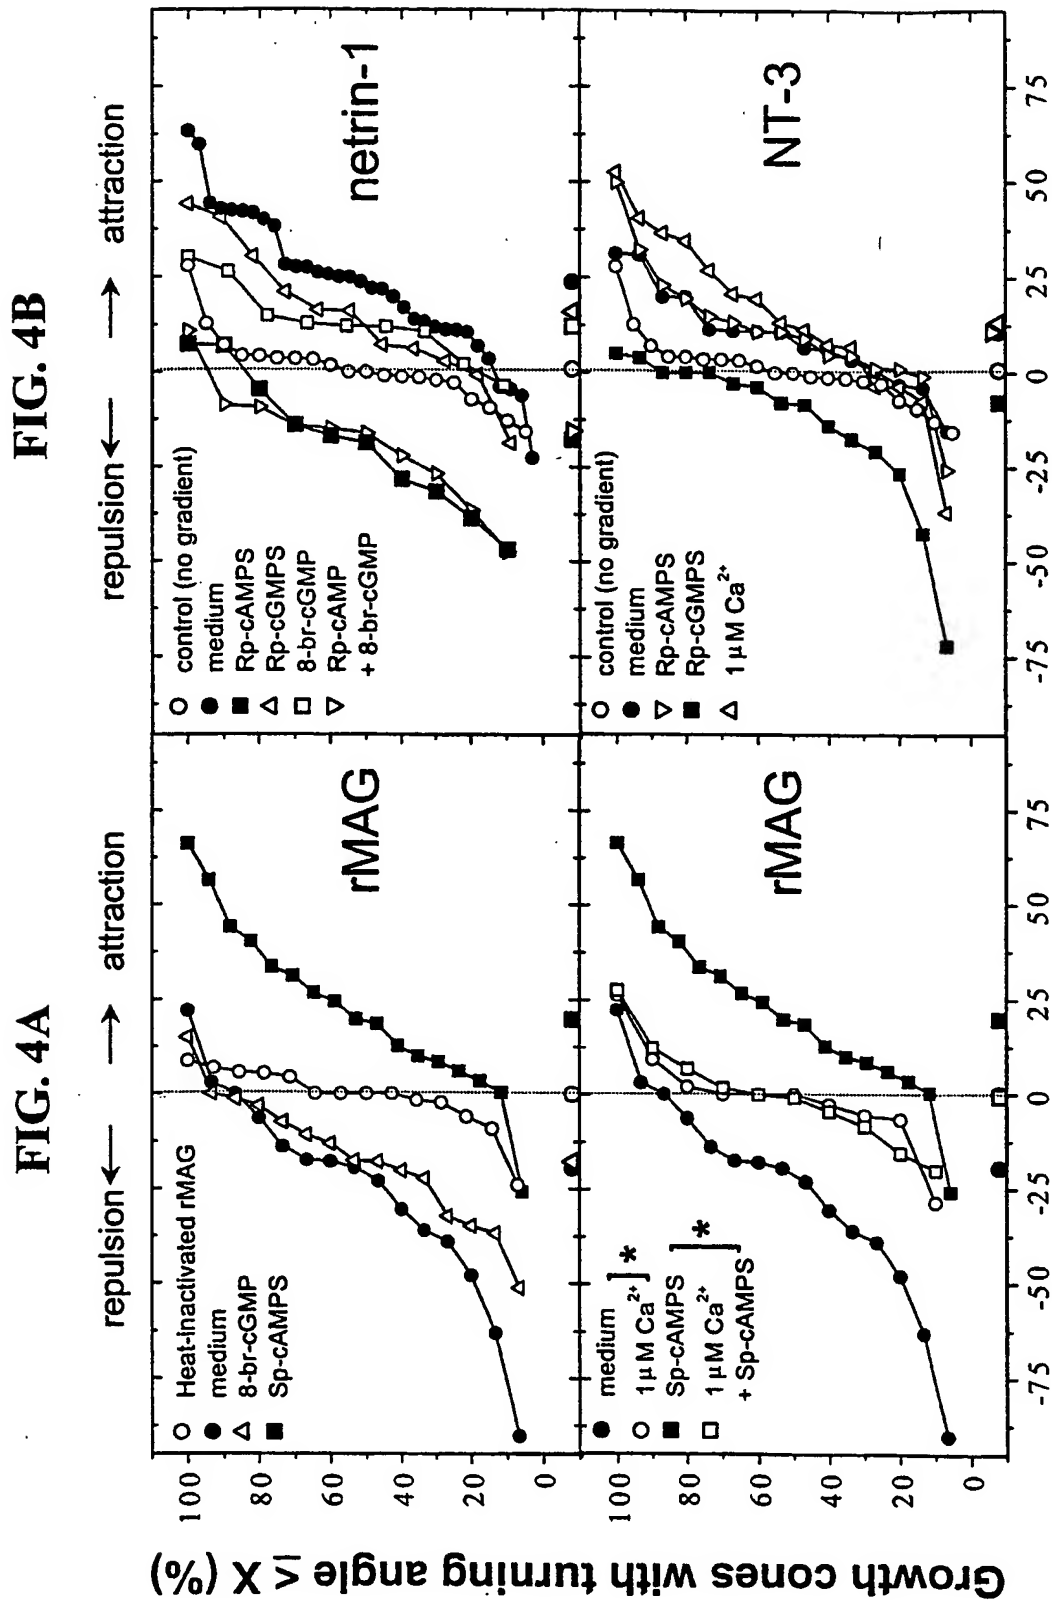 FIG. 4A
repulsion ← → attraction
rMAG
Heat-inactivated rMAG
medium
8-br-cGMP
Sp-cAMPS
100
80
60
40
20
0
rMAG
medium
1 µM Ca2+ ] *
Sp-cAMPS
1 µM Ca2+
+ Sp-cAMPS ] *
100
80
60
40
20
0
-75 -50 -25 0 25 50 75
FIG. 4B
repulsion ← → attraction
netrin-1
control (no gradient)
medium
Rp-cAMPS
Rp-cGMPS
8-br-cGMP
Rp-cAMP
+ 8-br-cGMP
NT-3
control (no gradient)
medium
Rp-cAMPS
Rp-cGMPS
1 µM Ca2+
-75 -50 -25 0 25 50 75
Growth cones with turning angle ≤ X (%)